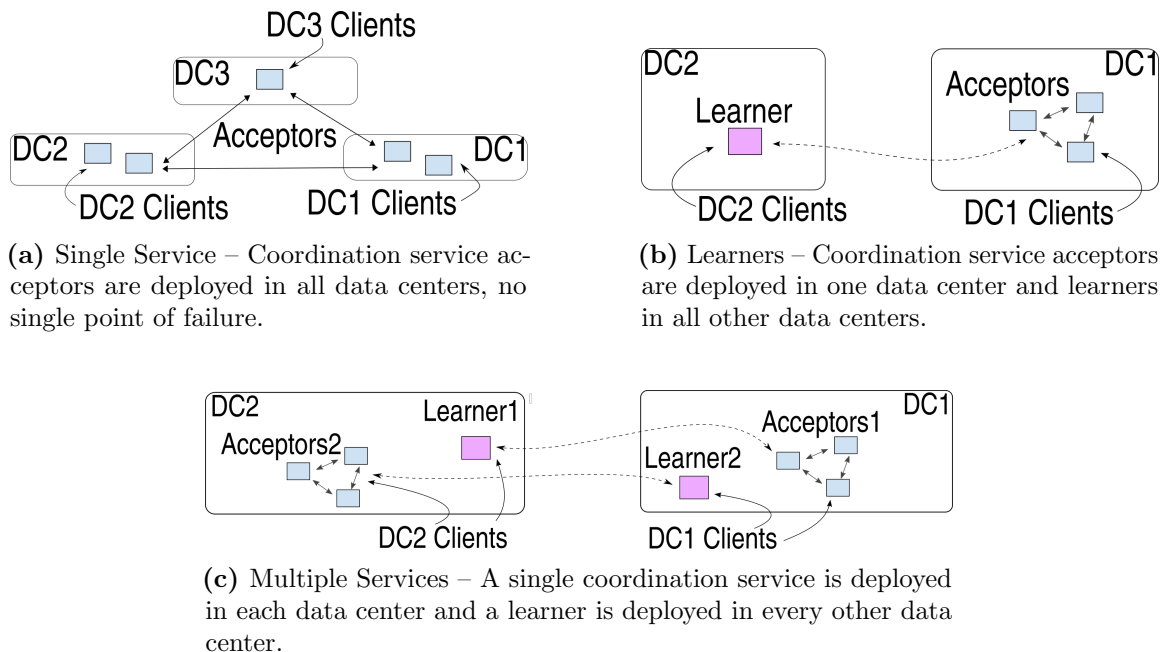 DC3 Clients
DC3
Acceptors
DC2
DC1
DC2 Clients
DC1 Clients
(a) Single Service – Coordination service ac-
ceptors are deployed in all data centers, no
single point of failure.
DC2
DC1
Acceptors
Learner
DC2 Clients
DC1 Clients
(b) Learners – Coordination service acceptors
are deployed in one data center and learners
in all other data centers.
DC2
Learner1
Acceptors2
DC2 Clients
DC1
Acceptors1
Learner2
DC1 Clients
(c) Multiple Services – A single coordination service is deployed
in each data center and a learner is deployed in every other data
center.